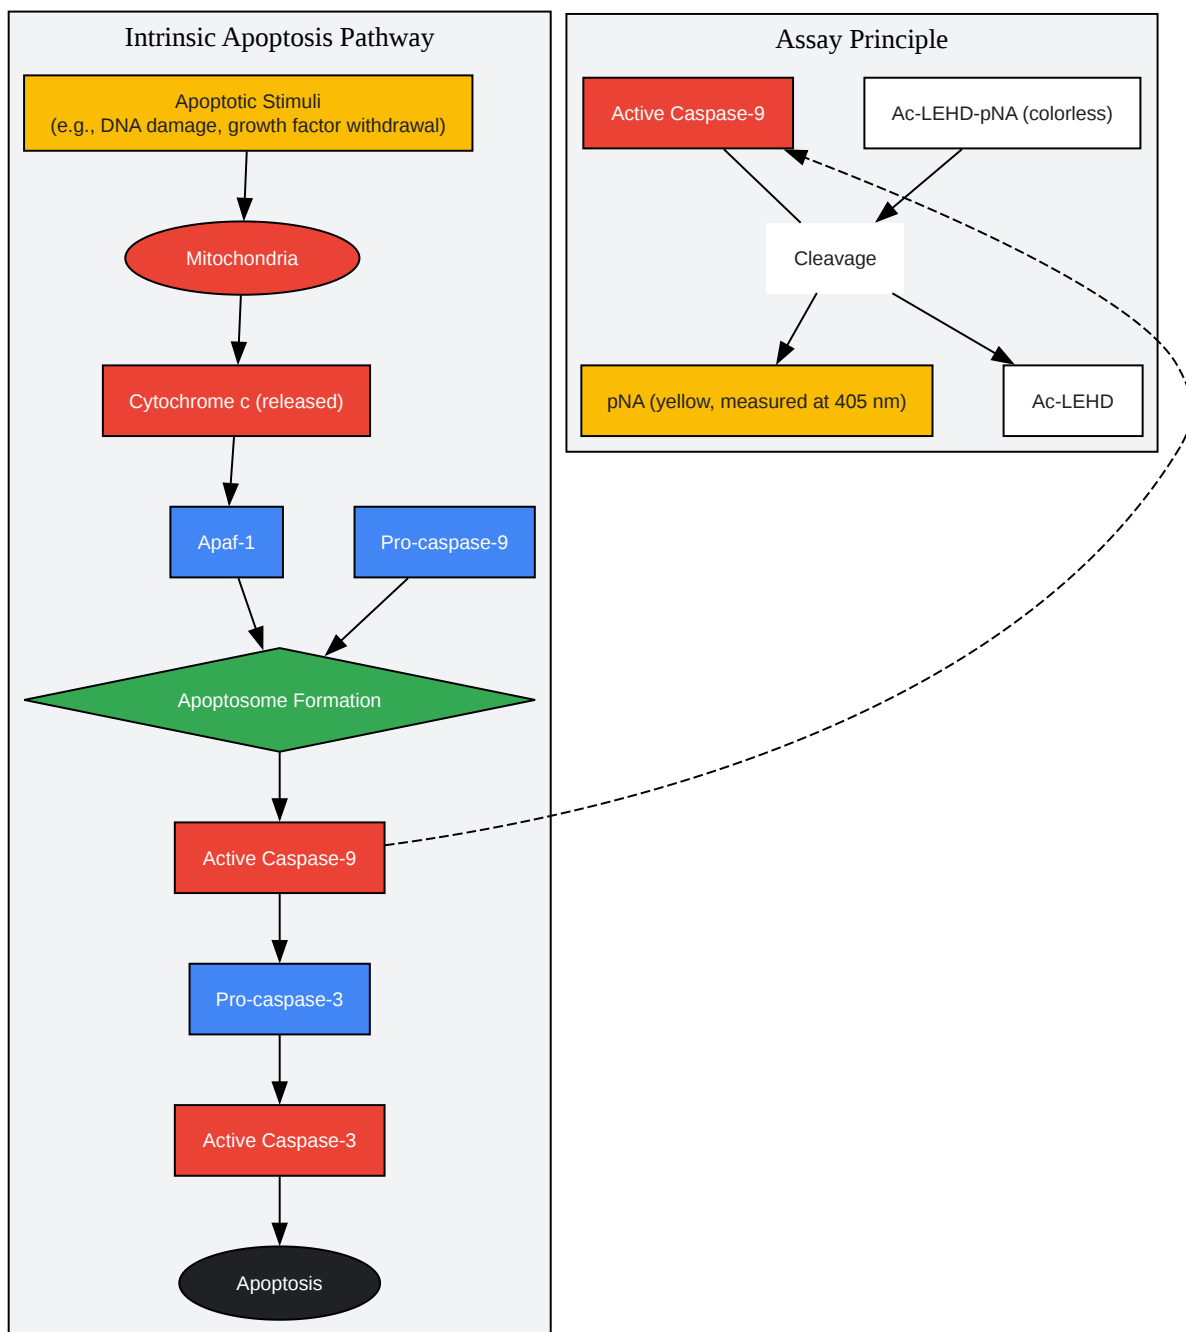 Intrinsic Apoptosis Pathway
Apoptotic Stimuli
(e.g., DNA damage, growth factor withdrawal)
Mitochondria
Cytochrome c (released)
Apaf-1
Pro-caspase-9
Apoptosome Formation
Active Caspase-9
Pro-caspase-3
Active Caspase-3
Apoptosis
Assay Principle
Active Caspase-9
Ac-LEHD-pNA (colorless)
Cleavage
pNA (yellow, measured at 405 nm)
Ac-LEHD